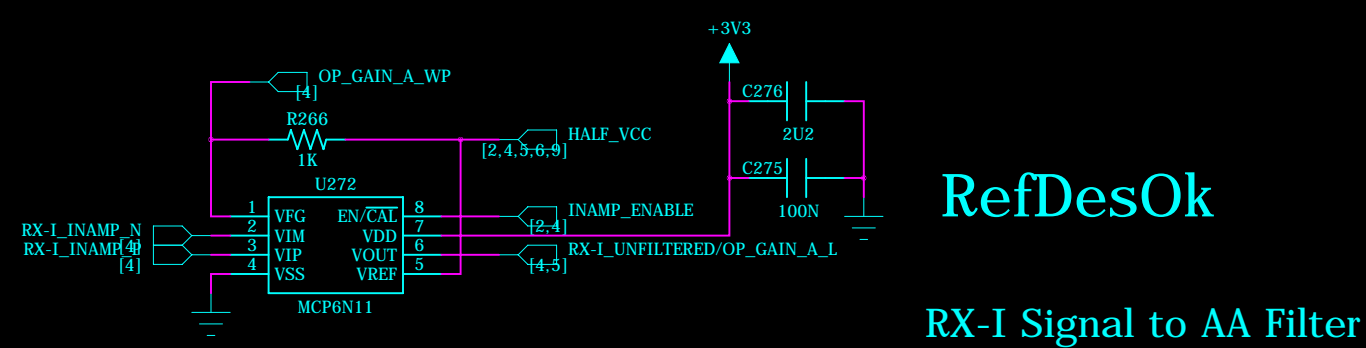 +3V3
OP_GAIN_A_WP
[4]
C276
2U2
R266
1K
HALF_VCC
[2,4,5,6,9]
C275
100N
RefDesOk
U272
1 VFG EN/CAL 8
2 VIM VDD 7
3 VIP VOUT 6
4 VSS VREF 5
MCP6N11
INAMP_ENABLE
[2,4]
RX-I_INAMP_N
[4]
RX-I_INAMP_P
[4]
RX-I_UNFILTERED/OP_GAIN_A_L
[4,5]
RX-I Signal to AA Filter